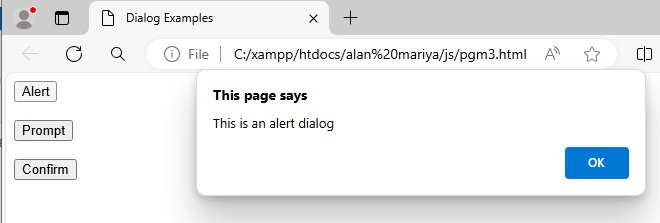 Dialog Examples
File
C:/xampp/htdocs/alan%20mariya/js/pgm3.html
Alert
Prompt
Confirm
This page says
This is an alert dialog
OK